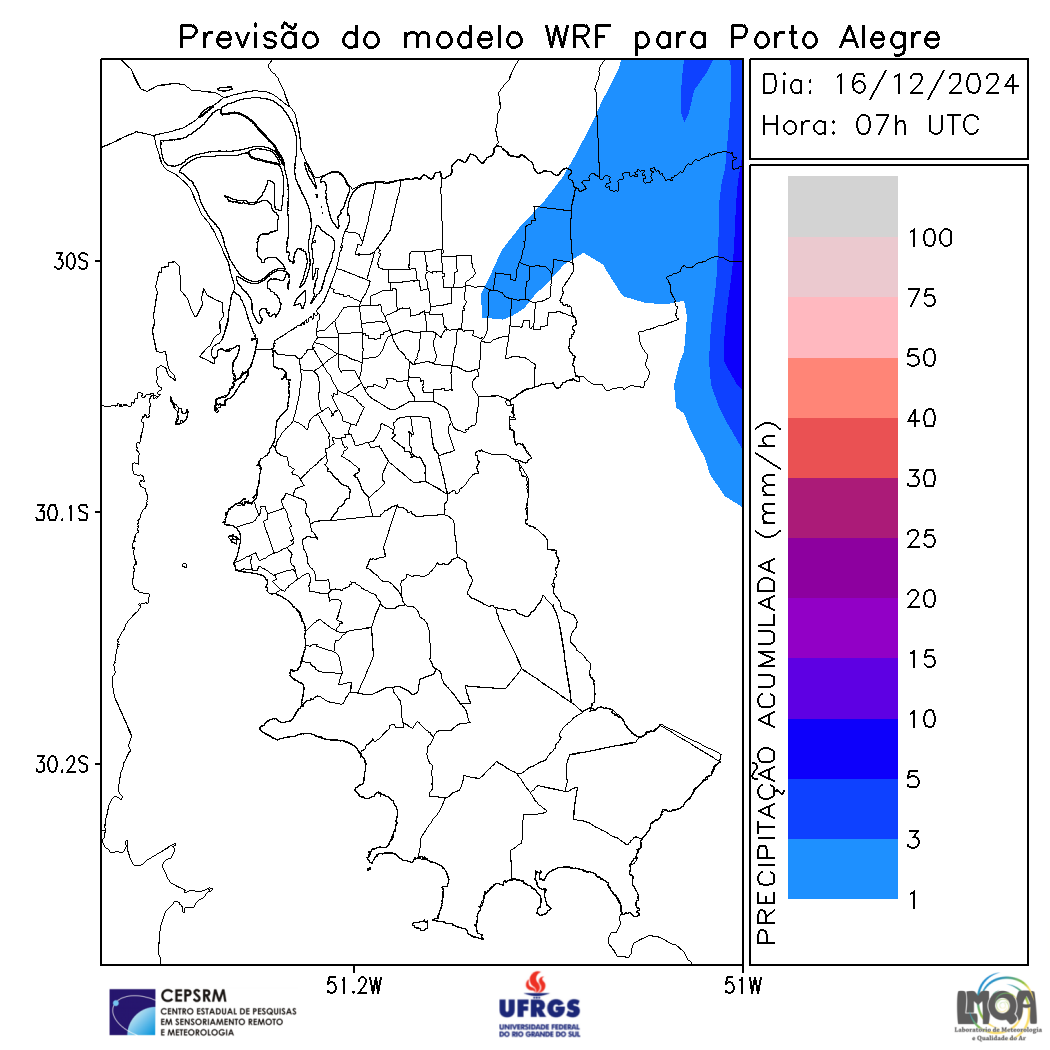 Previsão do modelo WRF para Porto Alegre
Dia: 16/12/2024
Hora: 07h UTC
30S
30.1S
30.2S
51.2W
51W
PRECIPITAÇÃO ACUMULADA (mm/h)
100
75
50
40
30
25
20
15
10
5
3
1
CEPSRM
CENTRO ESTADUAL DE PESQUISAS
EM SENSORIAMENTO REMOTO
E METEOROLOGIA
UFRGS
UNIVERSIDADE FEDERAL
DO RIO GRANDE DO SUL
LMQA
Laboratório de Meteorologia
e Qualidade do Ar